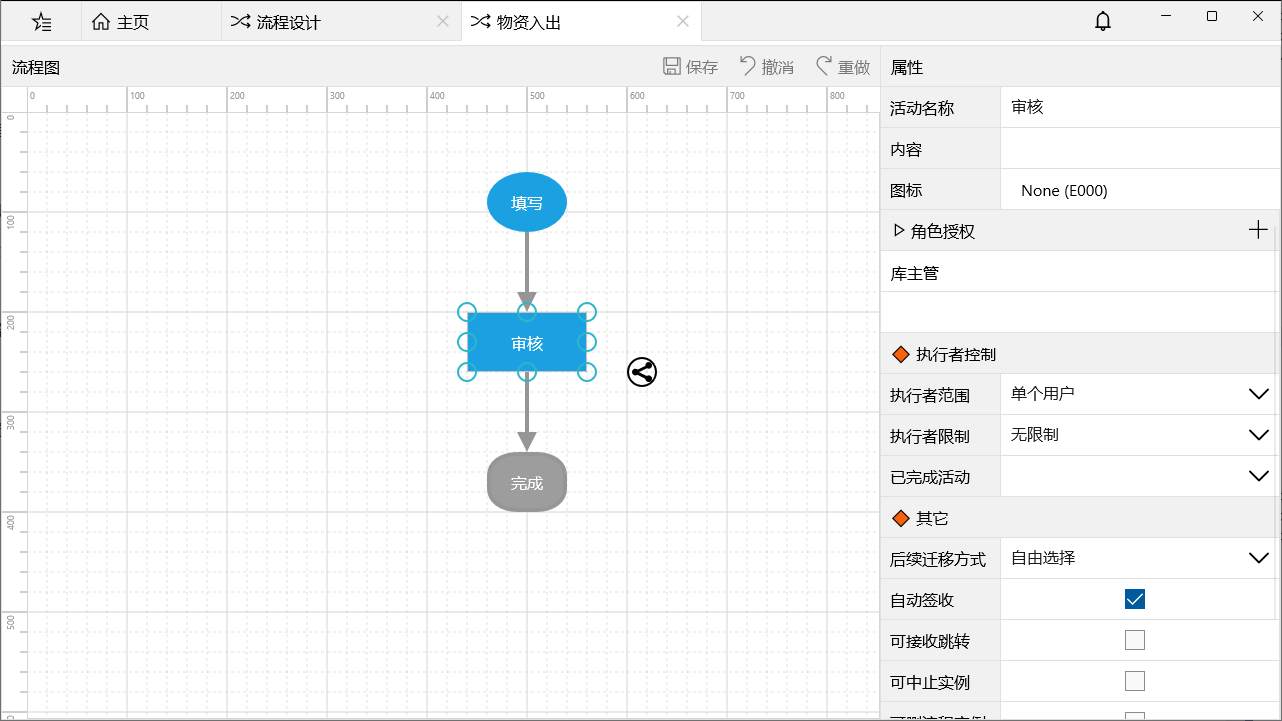 主页
流程设计
物资入出
流程图
保存
撤消
重做
属性
0 100 200 300 400 500 600 700 800
0
100
200
300
400
500
填写
审核
完成
活动名称 审核
内容
图标 None (E000)
角色授权
库主管
执行者控制
执行者范围 单个用户
执行者限制 无限制
已完成活动
其它
后续迁移方式 自由选择
自动签收
可接收跳转
可中止实例